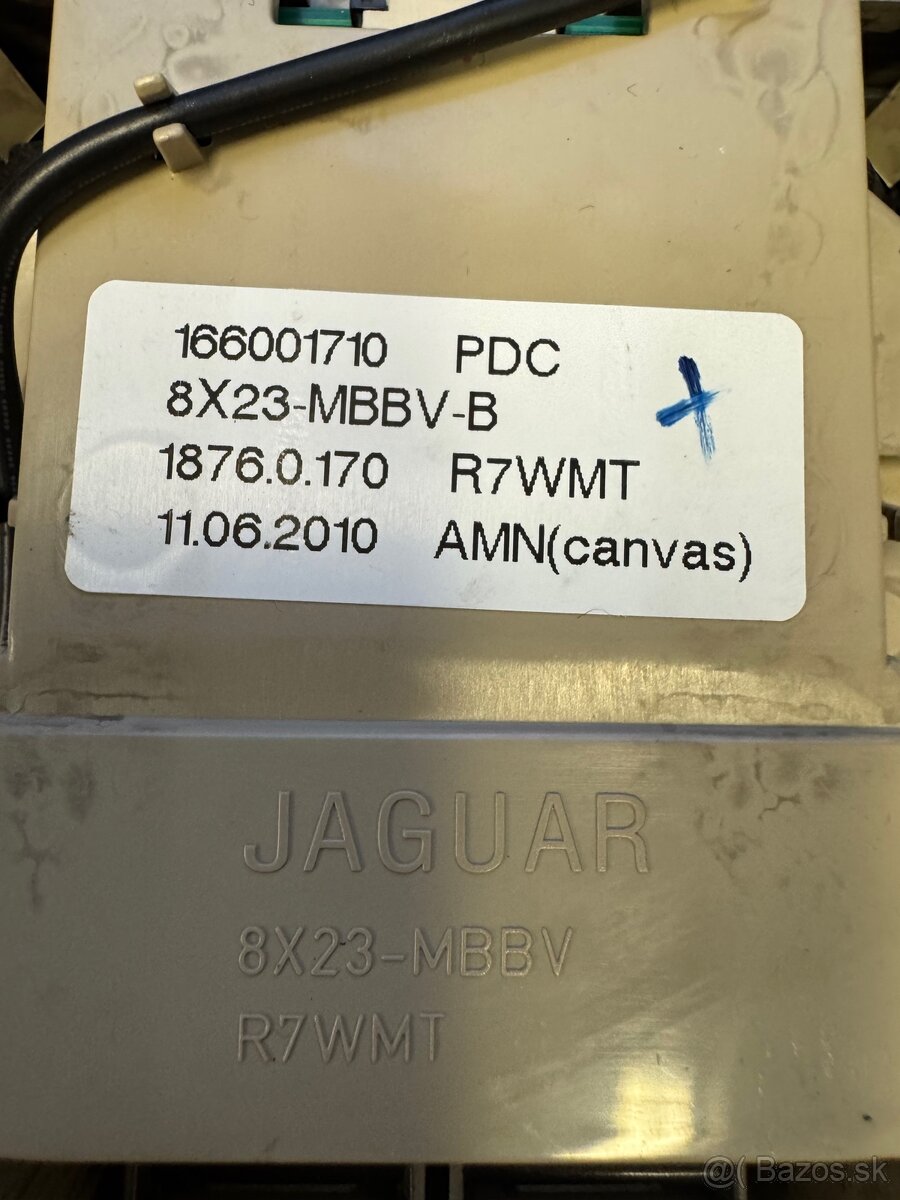 166001710 PDC
8X23-MBBV-B
1876.0.170 R7WMT
11.06.2010 AMN(canvas)
JAGUAR
8X23-MBBV
R7WMT
@( Bazos.sk